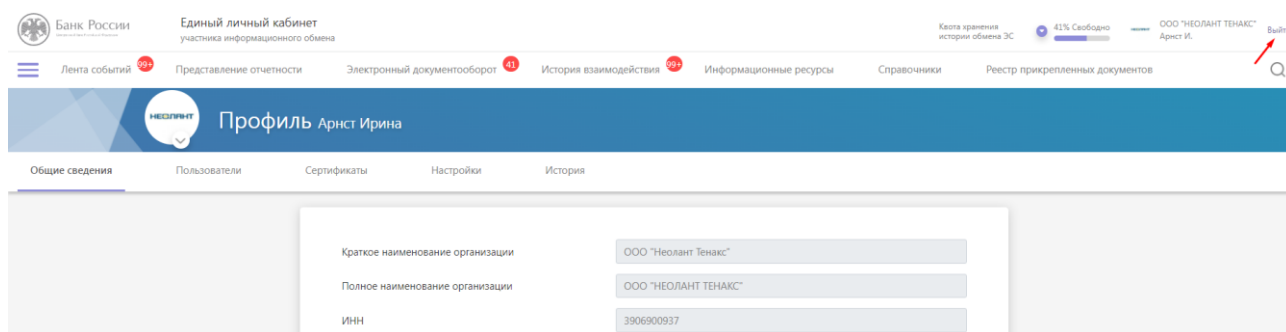 Банк России
Единый личный кабинет
участника информационного обмена
Квота хранения
истории обмена ЭС
41% Свободно
ООО "НЕОЛАНТ ТЕНАКС"
Арнст И.
Лента событий 99+ Представление отчетности Электронный документооборот 41 История взаимодействия 99+ Информационные ресурсы Справочники Реестр прикрепленных документов
НЕОЛАНТ
Профиль Арнст Ирина
Общие сведения Пользователи Сертификаты Настройки История
Краткое наименование организации ООО "Неолант Тенакс"
Полное наименование организации ООО "НЕОЛАНТ ТЕНАКС"
ИНН 3906900937